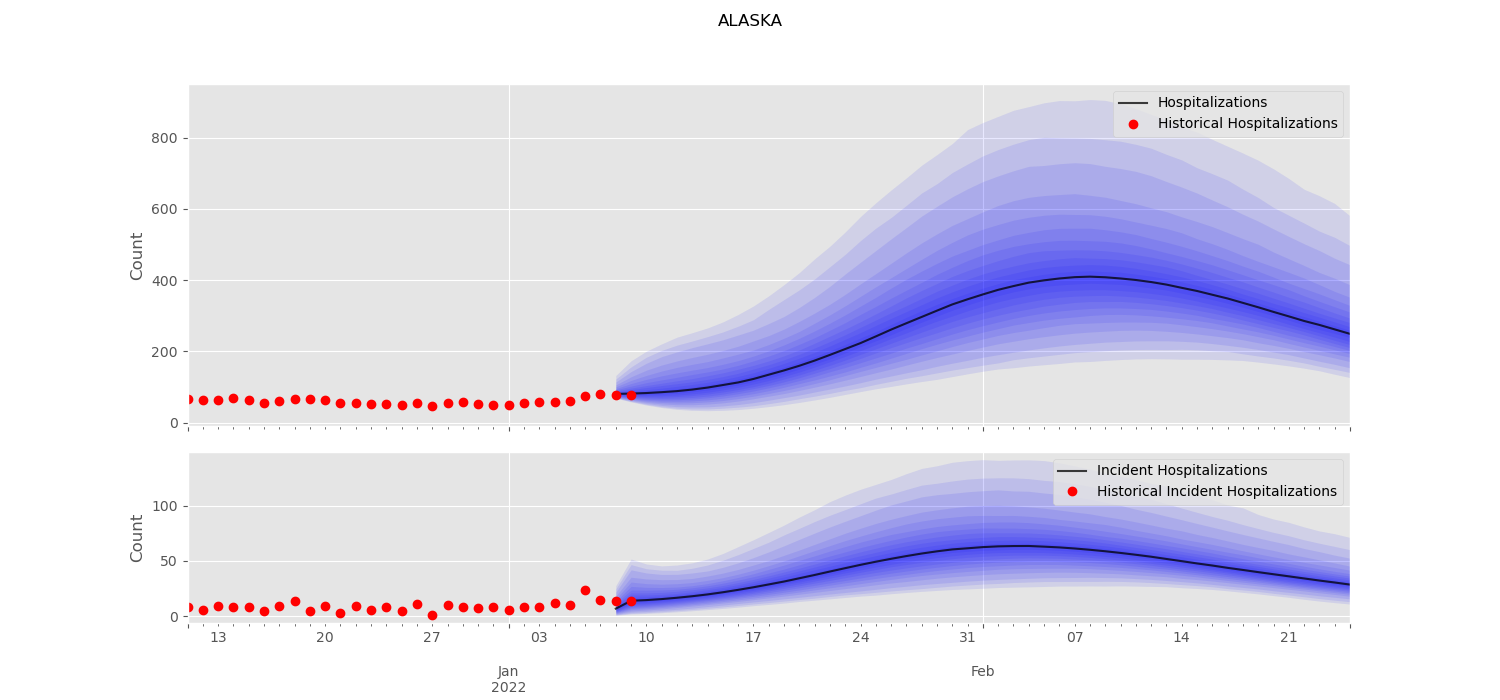 ALASKA
Hospitalizations
Historical Hospitalizations
800
600
400
200
0
Count
Incident Hospitalizations
Historical Incident Hospitalizations
100
50
0
Count
13 20 27 03 10 17 24 31 07 14 21
Jan Feb
2022